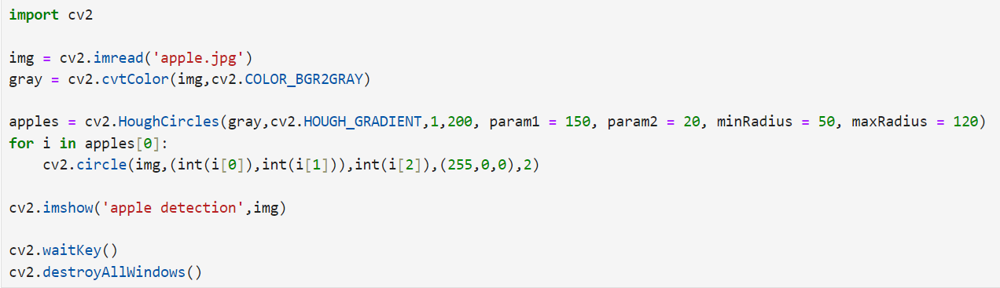 import cv2
img = cv2.imread('apple.jpg')
gray = cv2.cvtColor(img,cv2.COLOR_BGR2GRAY)
apples = cv2.HoughCircles(gray,cv2.HOUGH_GRADIENT,1,200, param1 = 150, param2 = 20, minRadius = 50, maxRadius = 120)
for i in apples[0]:
    cv2.circle(img,(int(i[0]),int(i[1])),int(i[2]),(255,0,0),2)
cv2.imshow('apple detection',img)
cv2.waitKey()
cv2.destroyAllWindows()